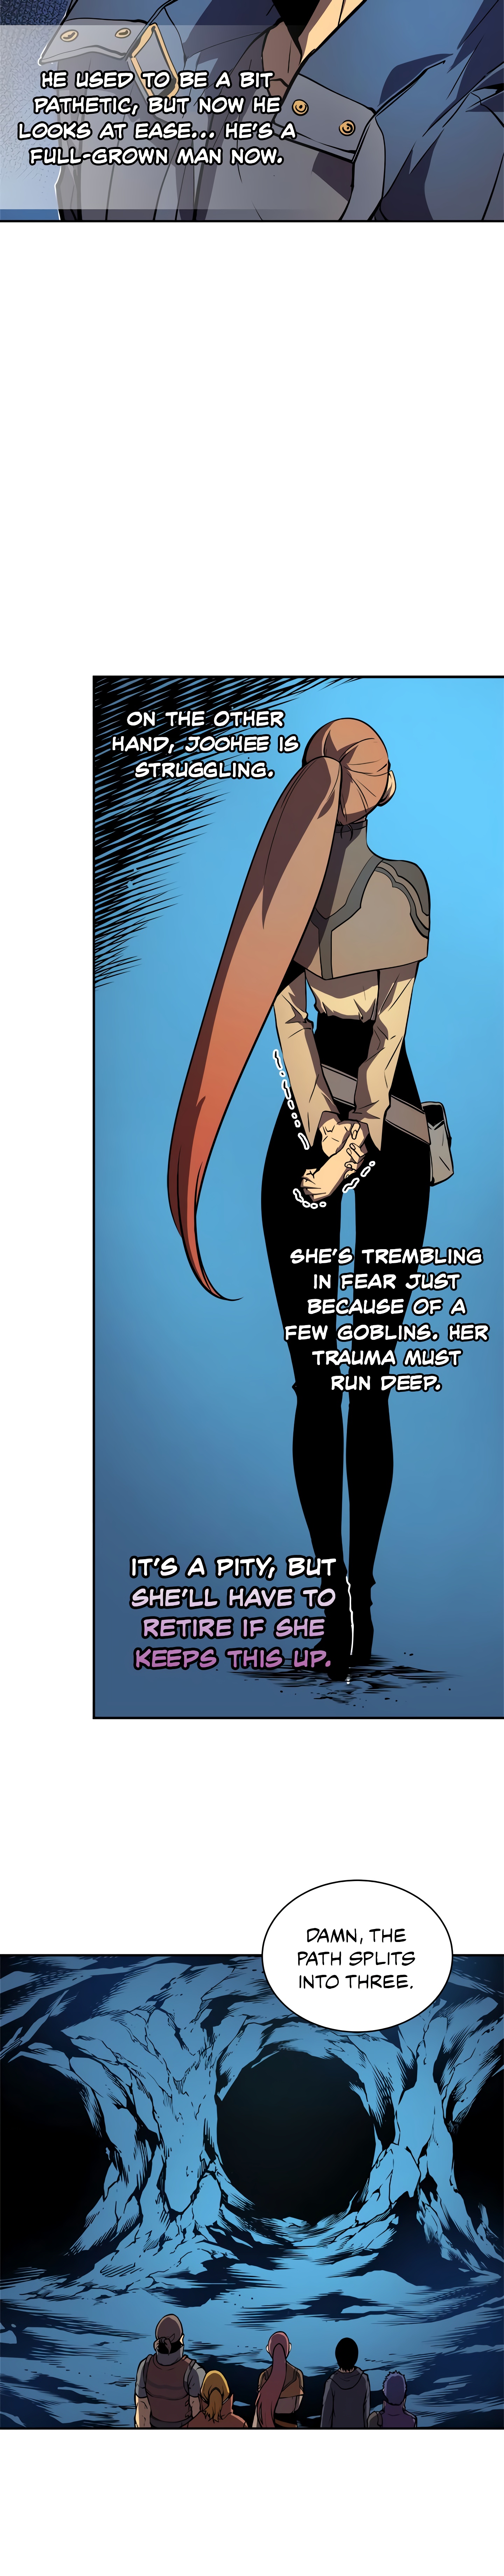 HE USED TO BE A BIT
PATHETIC, BUT NOW HE
LOOKS AT EASE... HE'S A
FULL-GROWN MAN NOW.
ON THE OTHER
HAND, JOOHEE IS
STRUGGLING.
SHE'S TREMBLING
IN FEAR JUST
BECAUSE OF A
FEW GOBLINS. HER
TRAUMA MUST
RUN DEEP.
IT'S A PITY, BUT
SHE'LL HAVE TO
RETIRE IF SHE
KEEPS THIS UP.
DAMN, THE
PATH SPLITS
INTO THREE.